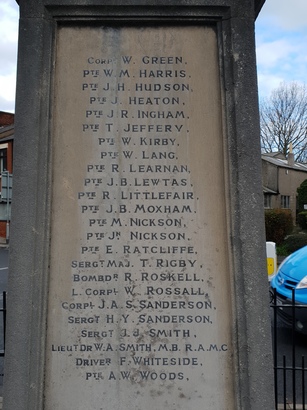 Corpl W. Green,
Pte W.M. Harris,
Pte J.H. Hudson,
Pte J. Heaton,
Pte J.R. Ingham,
Pte T. Jeffery,
Pte W. Kirby,
Pte W. Lang,
Pte R. Learnan,
Pte J.B. Lewtas,
Pte R. Littlefair,
Pte J.B. Moxham,
Pte M. Nickson,
Pte Jn Nickson,
Pte E. Ratcliffe,
Sergt Maj. T. Rigby,
Bombdr R. Roskell,
L. Corpl W. Rossall,
Corpl J.A.S. Sanderson,
Sergt H.Y. Sanderson,
Sergt J.J. Smith,
Lieut Dr W.A. Smith, M.B. R.A.M.C
Driver F. Whiteside,
Pte A.W. Woods,